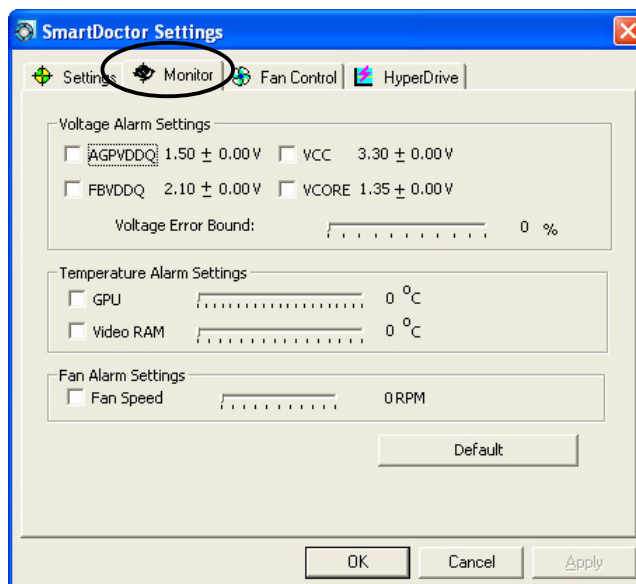 SmartDoctor Settings
Settings Monitor Fan Control HyperDrive
Voltage Alarm Settings
AGPVDDQ 1.50 ± 0.00 V VCC 3.30 ± 0.00 V
FBVDDQ 2.10 ± 0.00 V VCORE 1.35 ± 0.00 V
Voltage Error Bound: 0 %
Temperature Alarm Settings
GPU 0 °C
Video RAM 0 °C
Fan Alarm Settings
Fan Speed 0 RPM
Default
OK Cancel Apply